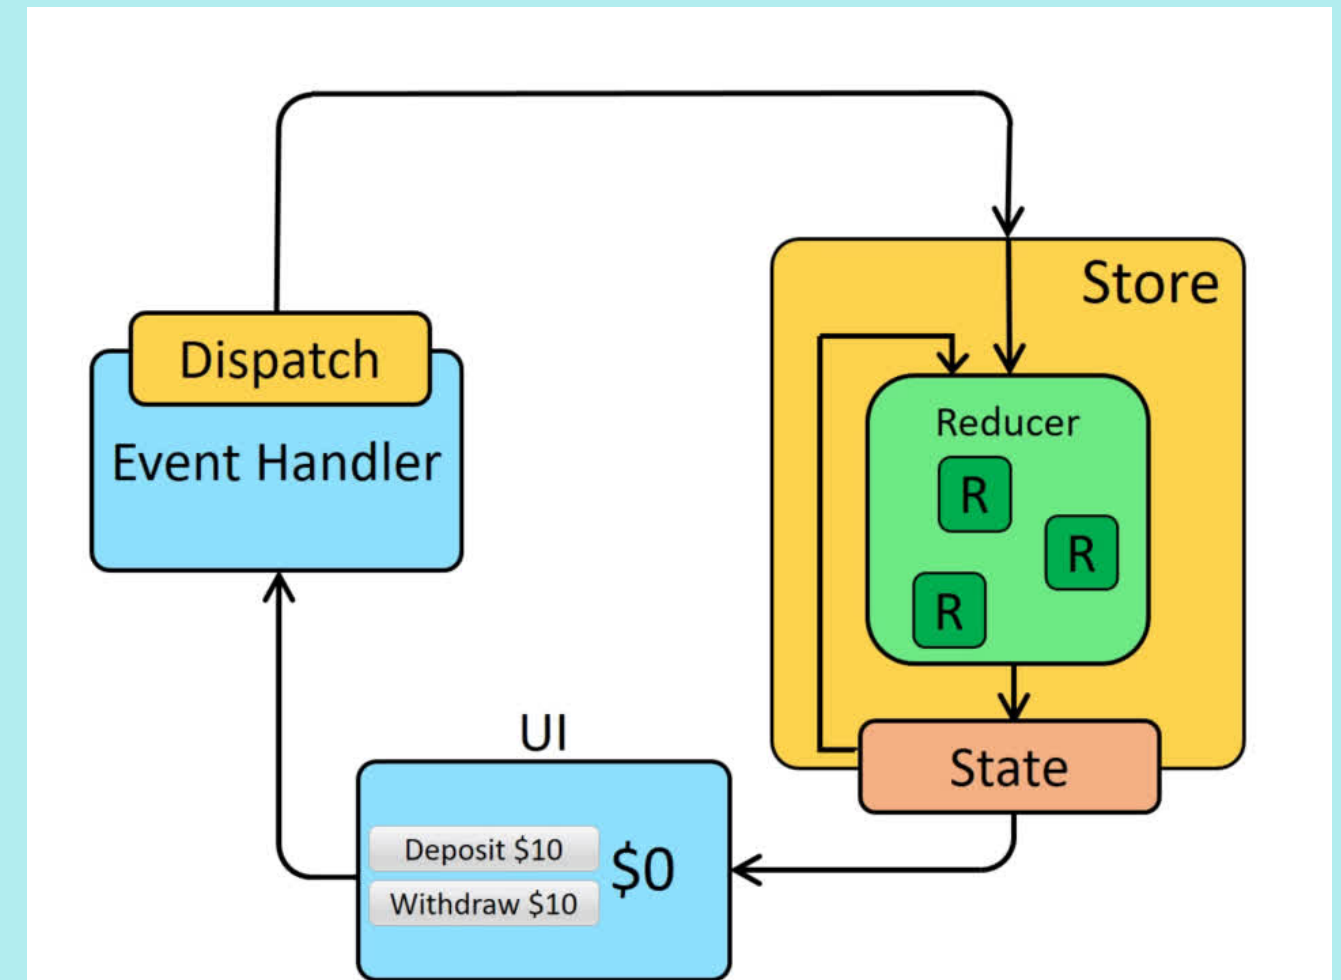 Store
Dispatch
Event Handler
Reducer
R
R
R
UI
State
Deposit $10
$0
Withdraw $10